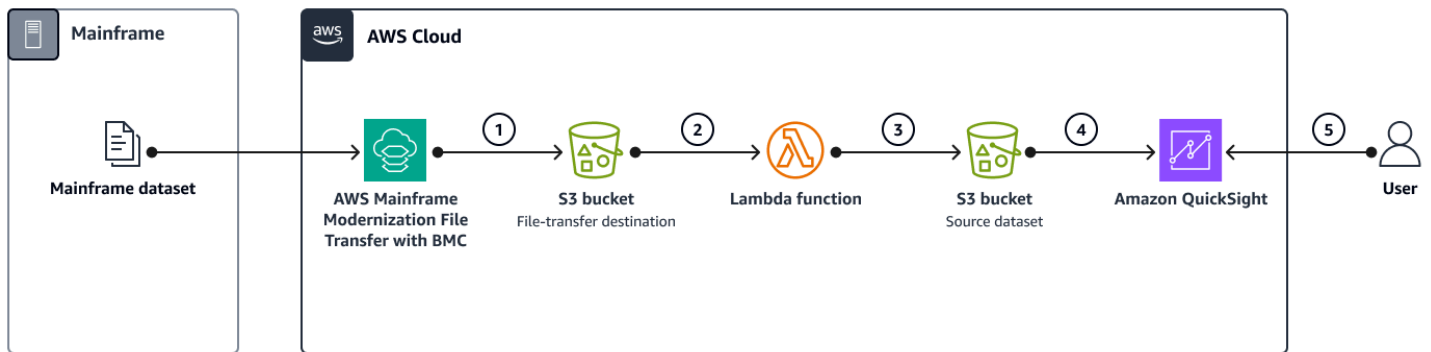 Mainframe
aws
AWS Cloud
1
2
3
4
5
Mainframe dataset
AWS Mainframe
Modernization File
Transfer with BMC
S3 bucket
File-transfer destination
Lambda function
S3 bucket
Source dataset
Amazon QuickSight
User